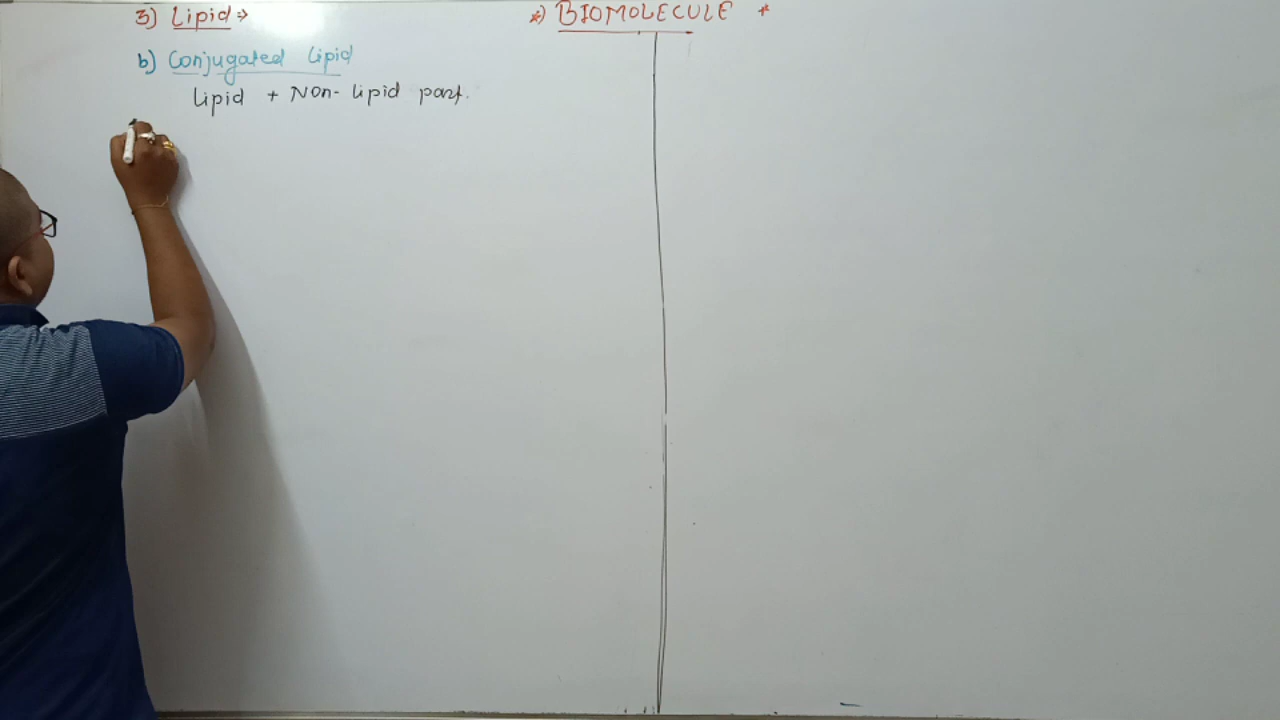 *) BIOMOLECULE *
3) Lipid :→
b) Conjugated Lipid
Lipid + Non-Lipid part.